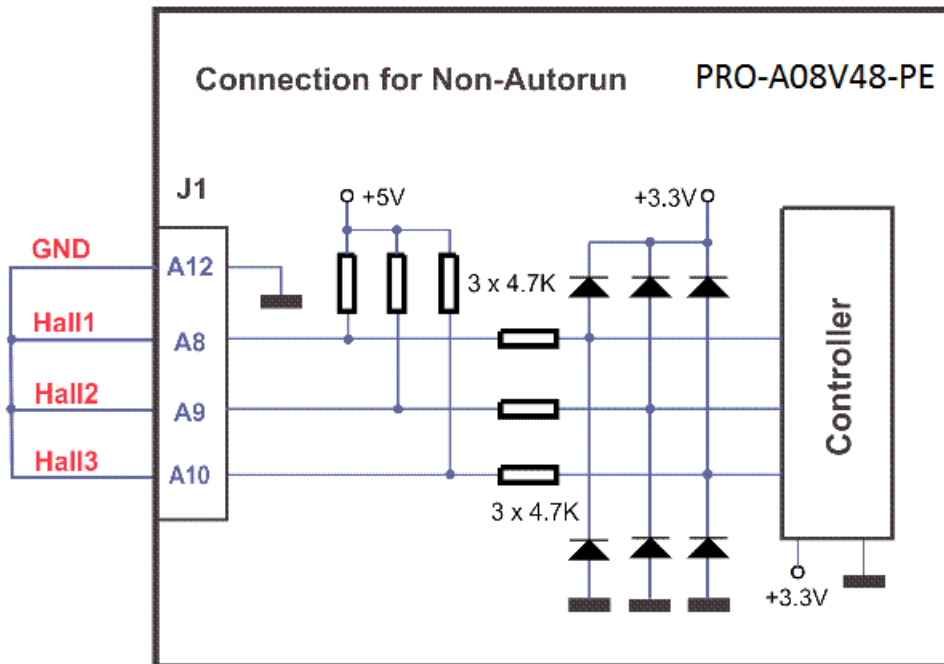 Connection for Non-Autorun
PRO-A08V48-PE
J1
+5V
+3.3V
GND
A12
3 x 4.7K
Hall1
A8
Hall2
A9
Hall3
A10
3 x 4.7K
Controller
+3.3V